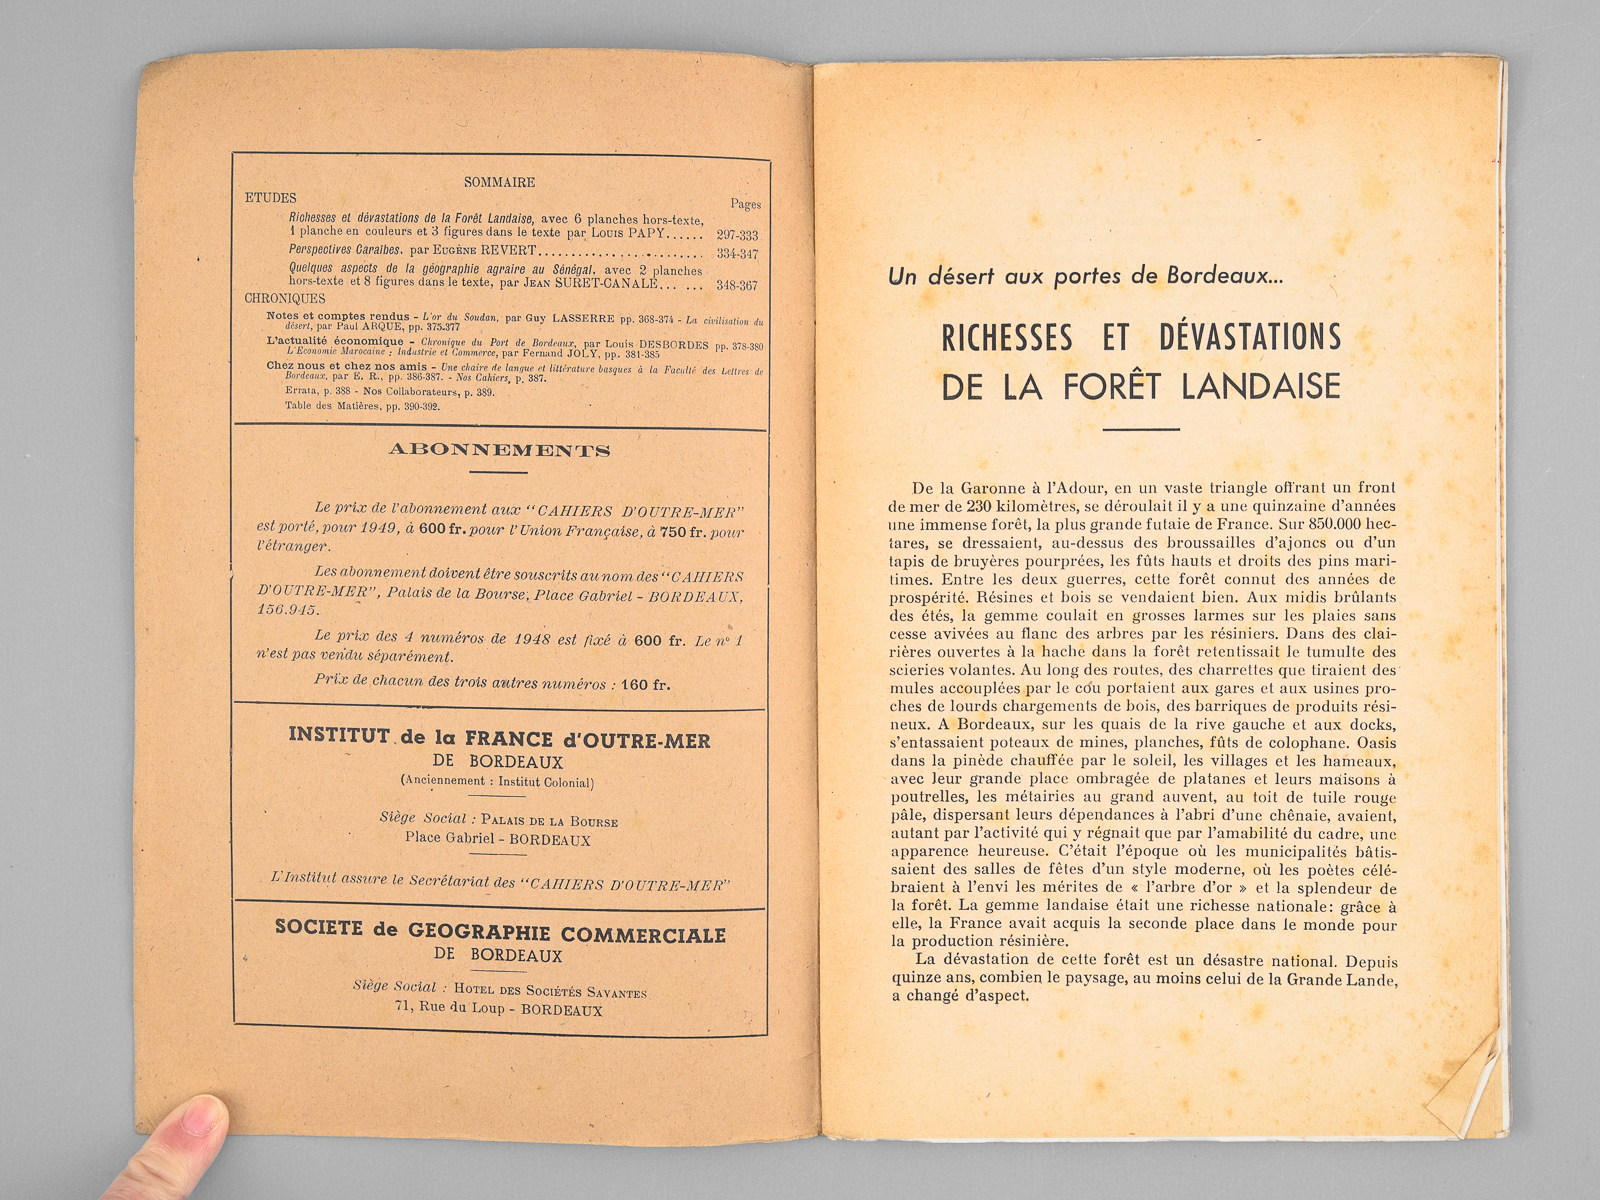 SOMMAIRE
ETUDES
Pages
Richesses et dévastations de la Forêt Landaise, avec 6 planches hors-texte,
1 planche en couleurs et 3 figures dans le texte par LOUIS PAPY...... 297-333
Perspectives Caraïbes, par EUGÈNE REVERT........................ 334-347
Quelques aspects de la géographie agraire au Sénégal, avec 2 planches
hors-texte et 8 figures dans le texte, par JEAN SURET-CANALE... ... 348-367
CHRONIQUES
Notes et comptes rendus - L'or du Soudan, par Guy LASSERRE pp. 368-374 - La civilisation du
désert, par Paul ARQUE, pp. 375-377
L'actualité économique - Chronique du Port de Bordeaux, par Louis DESBORDES pp. 378-380
L'Economie Marocaine : Industrie et Commerce, par Fernand JOLY, pp. 381-385
Chez nous et chez nos amis - Une chaire de langue et littérature basques à la Faculté des Lettres de
Bordeaux, par E. R., pp. 386-387. - Nos Cahiers, p. 387.
Errata, p. 388 - Nos Collaborateurs, p. 389.
Table des Matières, pp. 390-392.
ABONNEMENTS
Le prix de l'abonnement aux "CAHIERS D'OUTRE-MER"
est porté, pour 1949, à 600 fr. pour l'Union Française, à 750 fr. pour
l'étranger.
Les abonnement doivent être souscrits au nom des "CAHIERS
D'OUTRE-MER", Palais de la Bourse, Place Gabriel - BORDEAUX,
156.945.
Le prix des 4 numéros de 1948 est fixé à 600 fr. Le n° 1
n'est pas vendu séparément.
Prix de chacun des trois autres numéros : 160 fr.
INSTITUT de la FRANCE d'OUTRE-MER
DE BORDEAUX
(Anciennement : Institut Colonial)
Siège Social : PALAIS DE LA BOURSE
Place Gabriel - BORDEAUX
L'Institut assure le Secrétariat des "CAHIERS D'OUTRE-MER"
SOCIETE de GEOGRAPHIE COMMERCIALE
DE BORDEAUX
Siège Social : HOTEL DES SOCIÉTÉS SAVANTES
71, Rue du Loup - BORDEAUX
Un désert aux portes de Bordeaux...
RICHESSES ET DÉVASTATIONS
DE LA FORÊT LANDAISE
De la Garonne à l'Adour, en un vaste triangle offrant un front
de mer de 230 kilomètres, se déroulait il y a une quinzaine d'années
une immense forêt, la plus grande futaie de France. Sur 850.000 hec-
tares, se dressaient, au-dessus des broussailles d'ajoncs ou d'un
tapis de bruyères pourprées, les fûts hauts et droits des pins mari-
times. Entre les deux guerres, cette forêt connut des années de
prospérité. Résines et bois se vendaient bien. Aux midis brûlants
des étés, la gemme coulait en grosses larmes sur les plaies sans
cesse avivées au flanc des arbres par les résiniers. Dans des clai-
rières ouvertes à la hache dans la forêt retentissait le tumulte des
scieries volantes. Au long des routes, des charrettes que tiraient des
mules accouplées par le cou portaient aux gares et aux usines pro-
ches de lourds chargements de bois, des barriques de produits rési-
neux. A Bordeaux, sur les quais de la rive gauche et aux docks,
s'entassaient poteaux de mines, planches, fûts de colophane. Oasis
dans la pinède chauffée par le soleil, les villages et les hameaux,
avec leur grande place ombragée de platanes et leurs maisons à
poutrelles, les métairies au grand auvent, au toit de tuile rouge
pâle, dispersant leurs dépendances à l'abri d'une chênaie, avaient,
autant par l'activité qui y régnait que par l'amabilité du cadre, une
apparence heureuse. C'était l'époque où les municipalités bâtis-
saient des salles de fêtes d'un style moderne, où les poètes célé-
braient à l'envi les mérites de « l'arbre d'or » et la splendeur de
la forêt. La gemme landaise était une richesse nationale: grâce à
elle, la France avait acquis la seconde place dans le monde pour
la production résinière.
La dévastation de cette forêt est un désastre national. Depuis
quinze ans, combien le paysage, au moins celui de la Grande Lande,
a changé d'aspect.